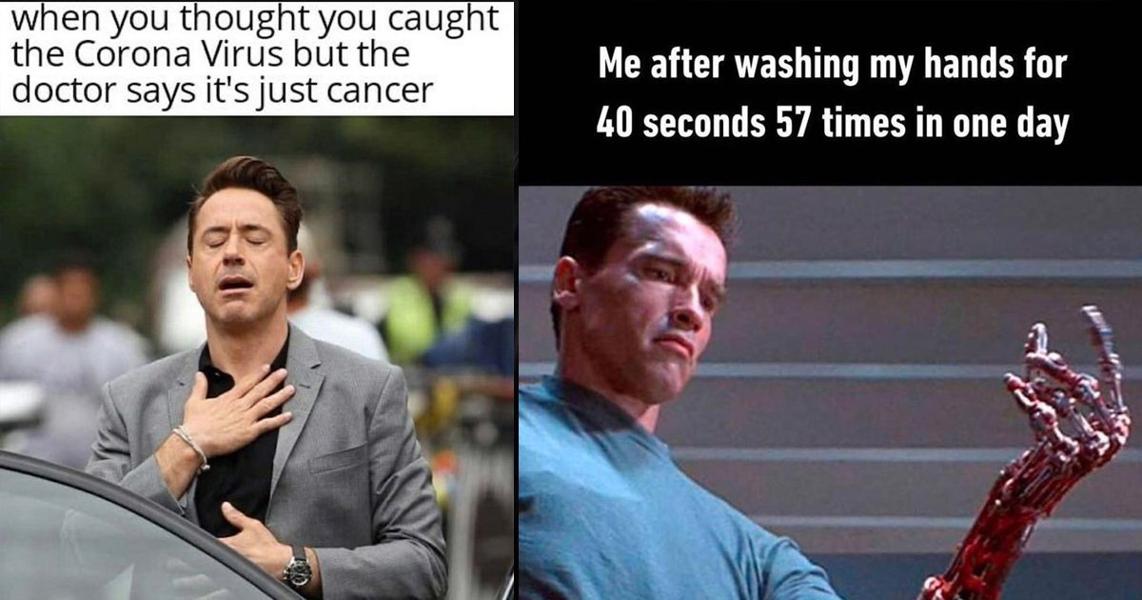 when you thought you caught
the Corona Virus but the
doctor says it's just cancer
Me after washing my hands for
40 seconds 57 times in one day